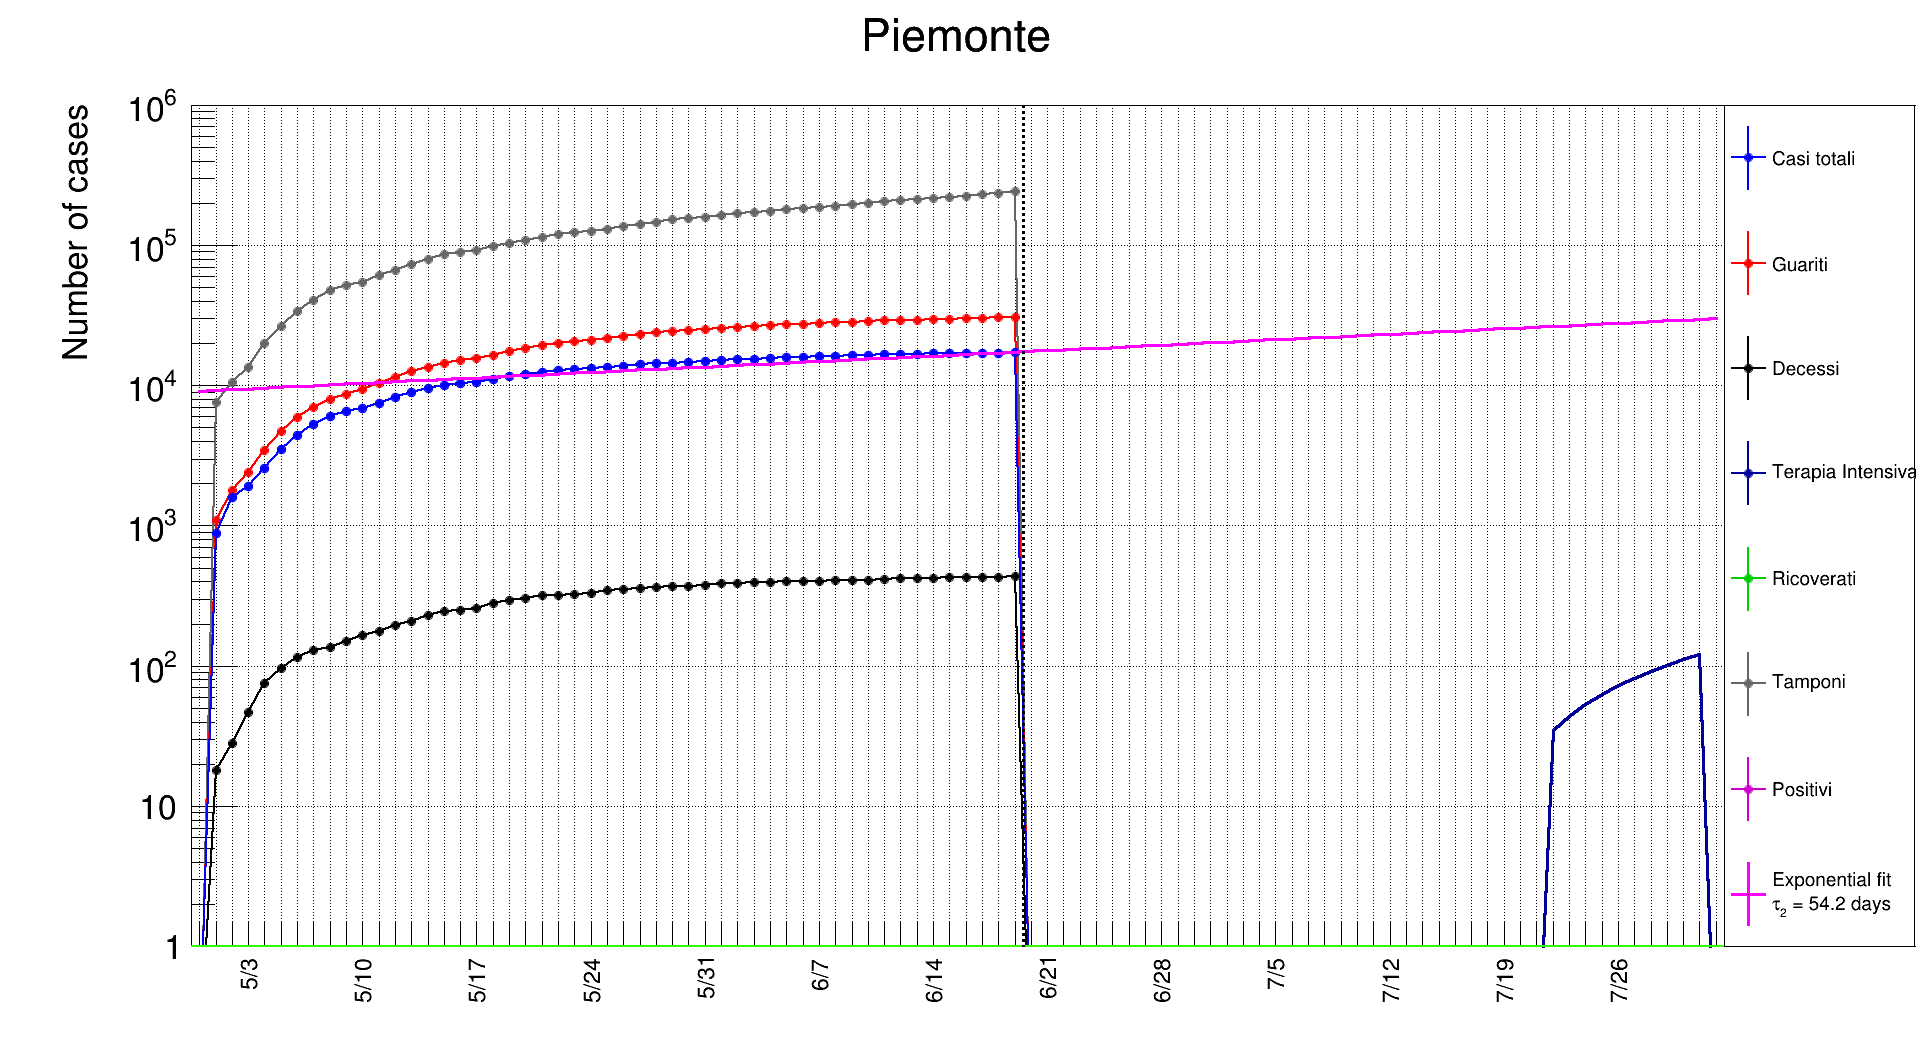 Piemonte
Number of cases
10^6
10^5
10^4
10^3
10^2
10
1
5/3
5/10
5/17
5/24
5/31
6/7
6/14
6/21
6/28
7/5
7/12
7/19
7/26
Casi totali
Guariti
Decessi
Terapia Intensiva
Ricoverati
Tamponi
Positivi
Exponential fit
τ₂ = 54.2 days